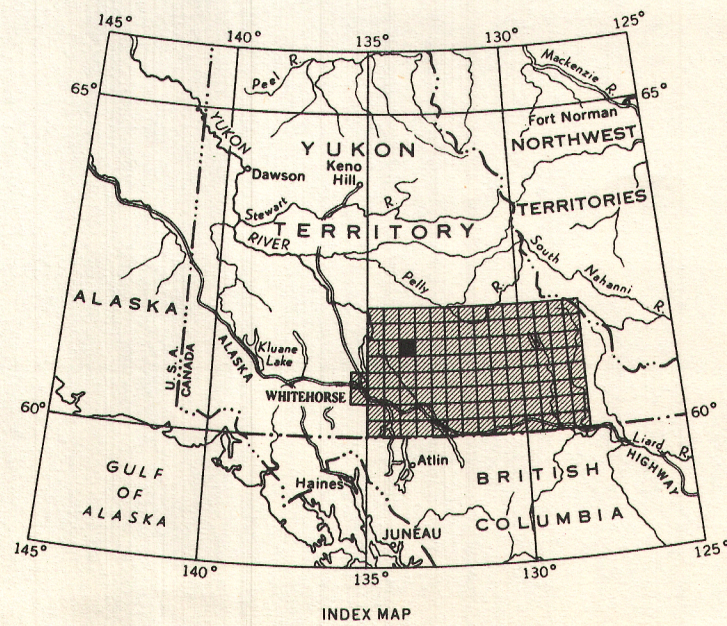 145°
140°
135°
130°
125°
65°
Peel R.
Mackenzie R.
65°
Fort Norman
YUKON
YUKON
NORTHWEST
Dawson
Keno
Hill
TERRITORIES
Stewart R.
TERRITORY
RIVER
South Nahanni R.
Pelly R.
ALASKA
U.S.A.
CANADA
ALASKA
Kluane
Lake
WHITEHORSE
60°
60°
Liard R.
HIGHWAY
Atlin
GULF
OF
ALASKA
Haines
BRITISH
COLUMBIA
JUNEAU
145°
140°
135°
130°
125°
INDEX MAP